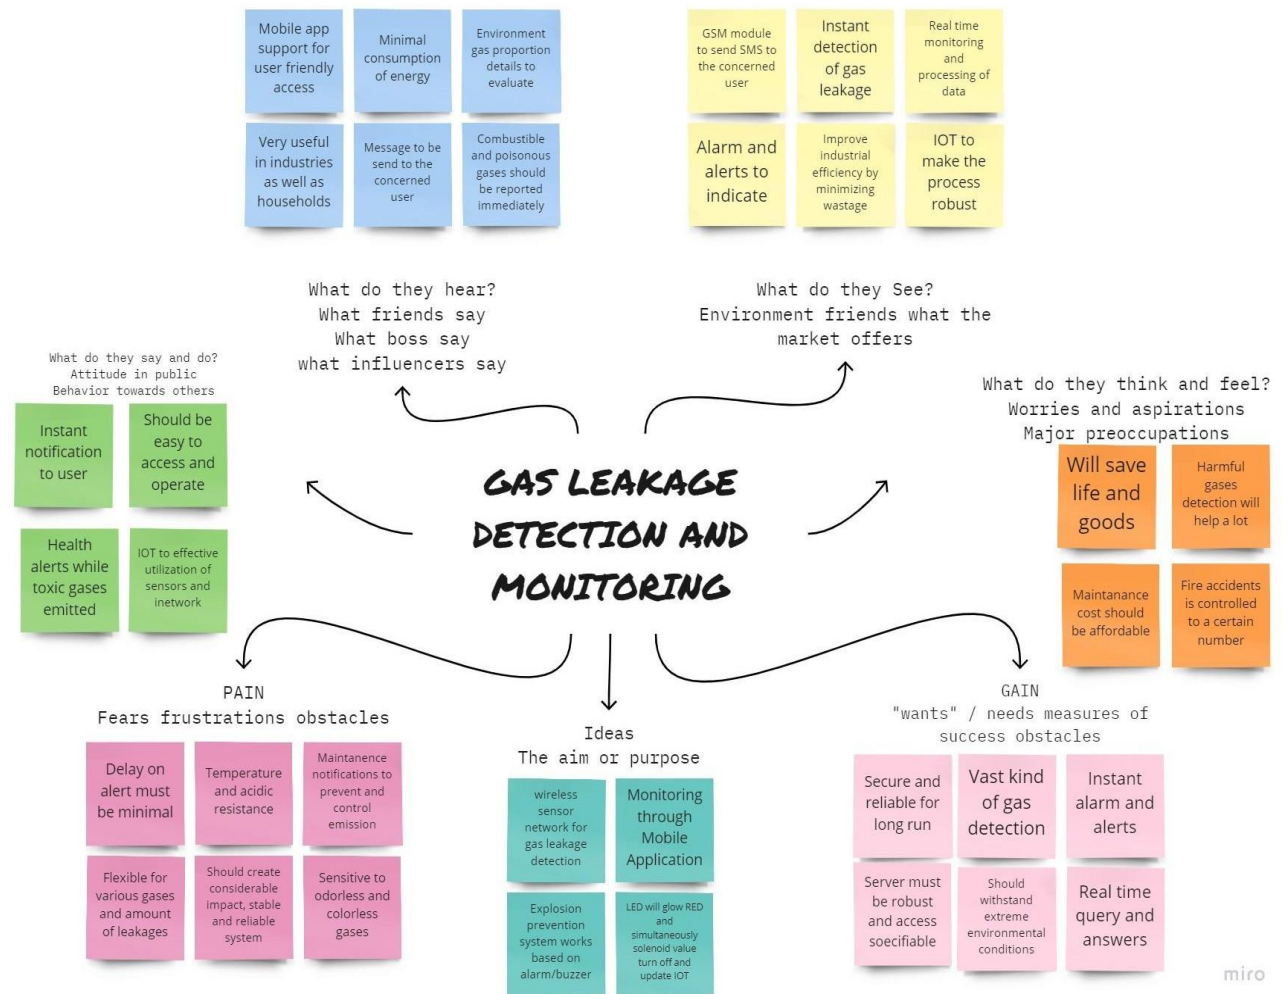 Mobile app
support for
user friendly
access
Minimal
consumption
of energy
Environment
gas proportion
details to
evaluate
Very useful
in industries
as well as
households
Message to be
send to the
concerned
user
Combustible
and poisonous
gases should
be reported
immediately
GSM module
to send SMS to
the concerned
user
Instant
detection
of gas
leakage
Real time
monitoring
and
processing of
data
Alarm and
alerts to
indicate
Improve
industrial
efficiency by
minimizing
wastage
IOT to
make the
process
robust
What do they hear?
What friends say
What boss say
what influencers say
What do they See?
Environment friends what the
market offers
What do they say and do?
Attitude in public
Behavior towards others
Instant
notification
to user
Should be
easy to
access and
operate
Health
alerts while
toxic gases
emitted
IOT to effective
utilization of
sensors and
inetwork
GAS LEAKAGE
DETECTION AND
MONITORING
What do they think and feel?
Worries and aspirations
Major preoccupations
Will save
life and
goods
Harmful
gases
detection will
help a lot
Maintanance
cost should
be affordable
Fire accidents
is controlled
to a certain
number
PAIN
Fears frustrations obstacles
Delay on
alert must
be minimal
Temperature
and acidic
resistance
Maintanence
notifications to
prevent and
control
emission
Flexible for
various gases
and amount
of leakages
Should create
considerable
impact, stable
and reliable
system
Sensitive to
odorless and
colorless
gases
Ideas
The aim or purpose
wireless
sensor
network for
gas leakage
detection
Monitoring
through
Mobile
Application
Explosion
prevention
system works
based on
alarm/buzzer
LED will glow RED
and
simultaneously
solenoid value
turn off and
update IOT
GAIN
"wants" / needs measures of
success obstacles
Secure and
reliable for
long run
Vast kind
of gas
detection
Instant
alarm and
alerts
Server must
be robust
and access
soecifiable
Should
withstand
extreme
environmental
conditions
Real time
query and
answers
miro